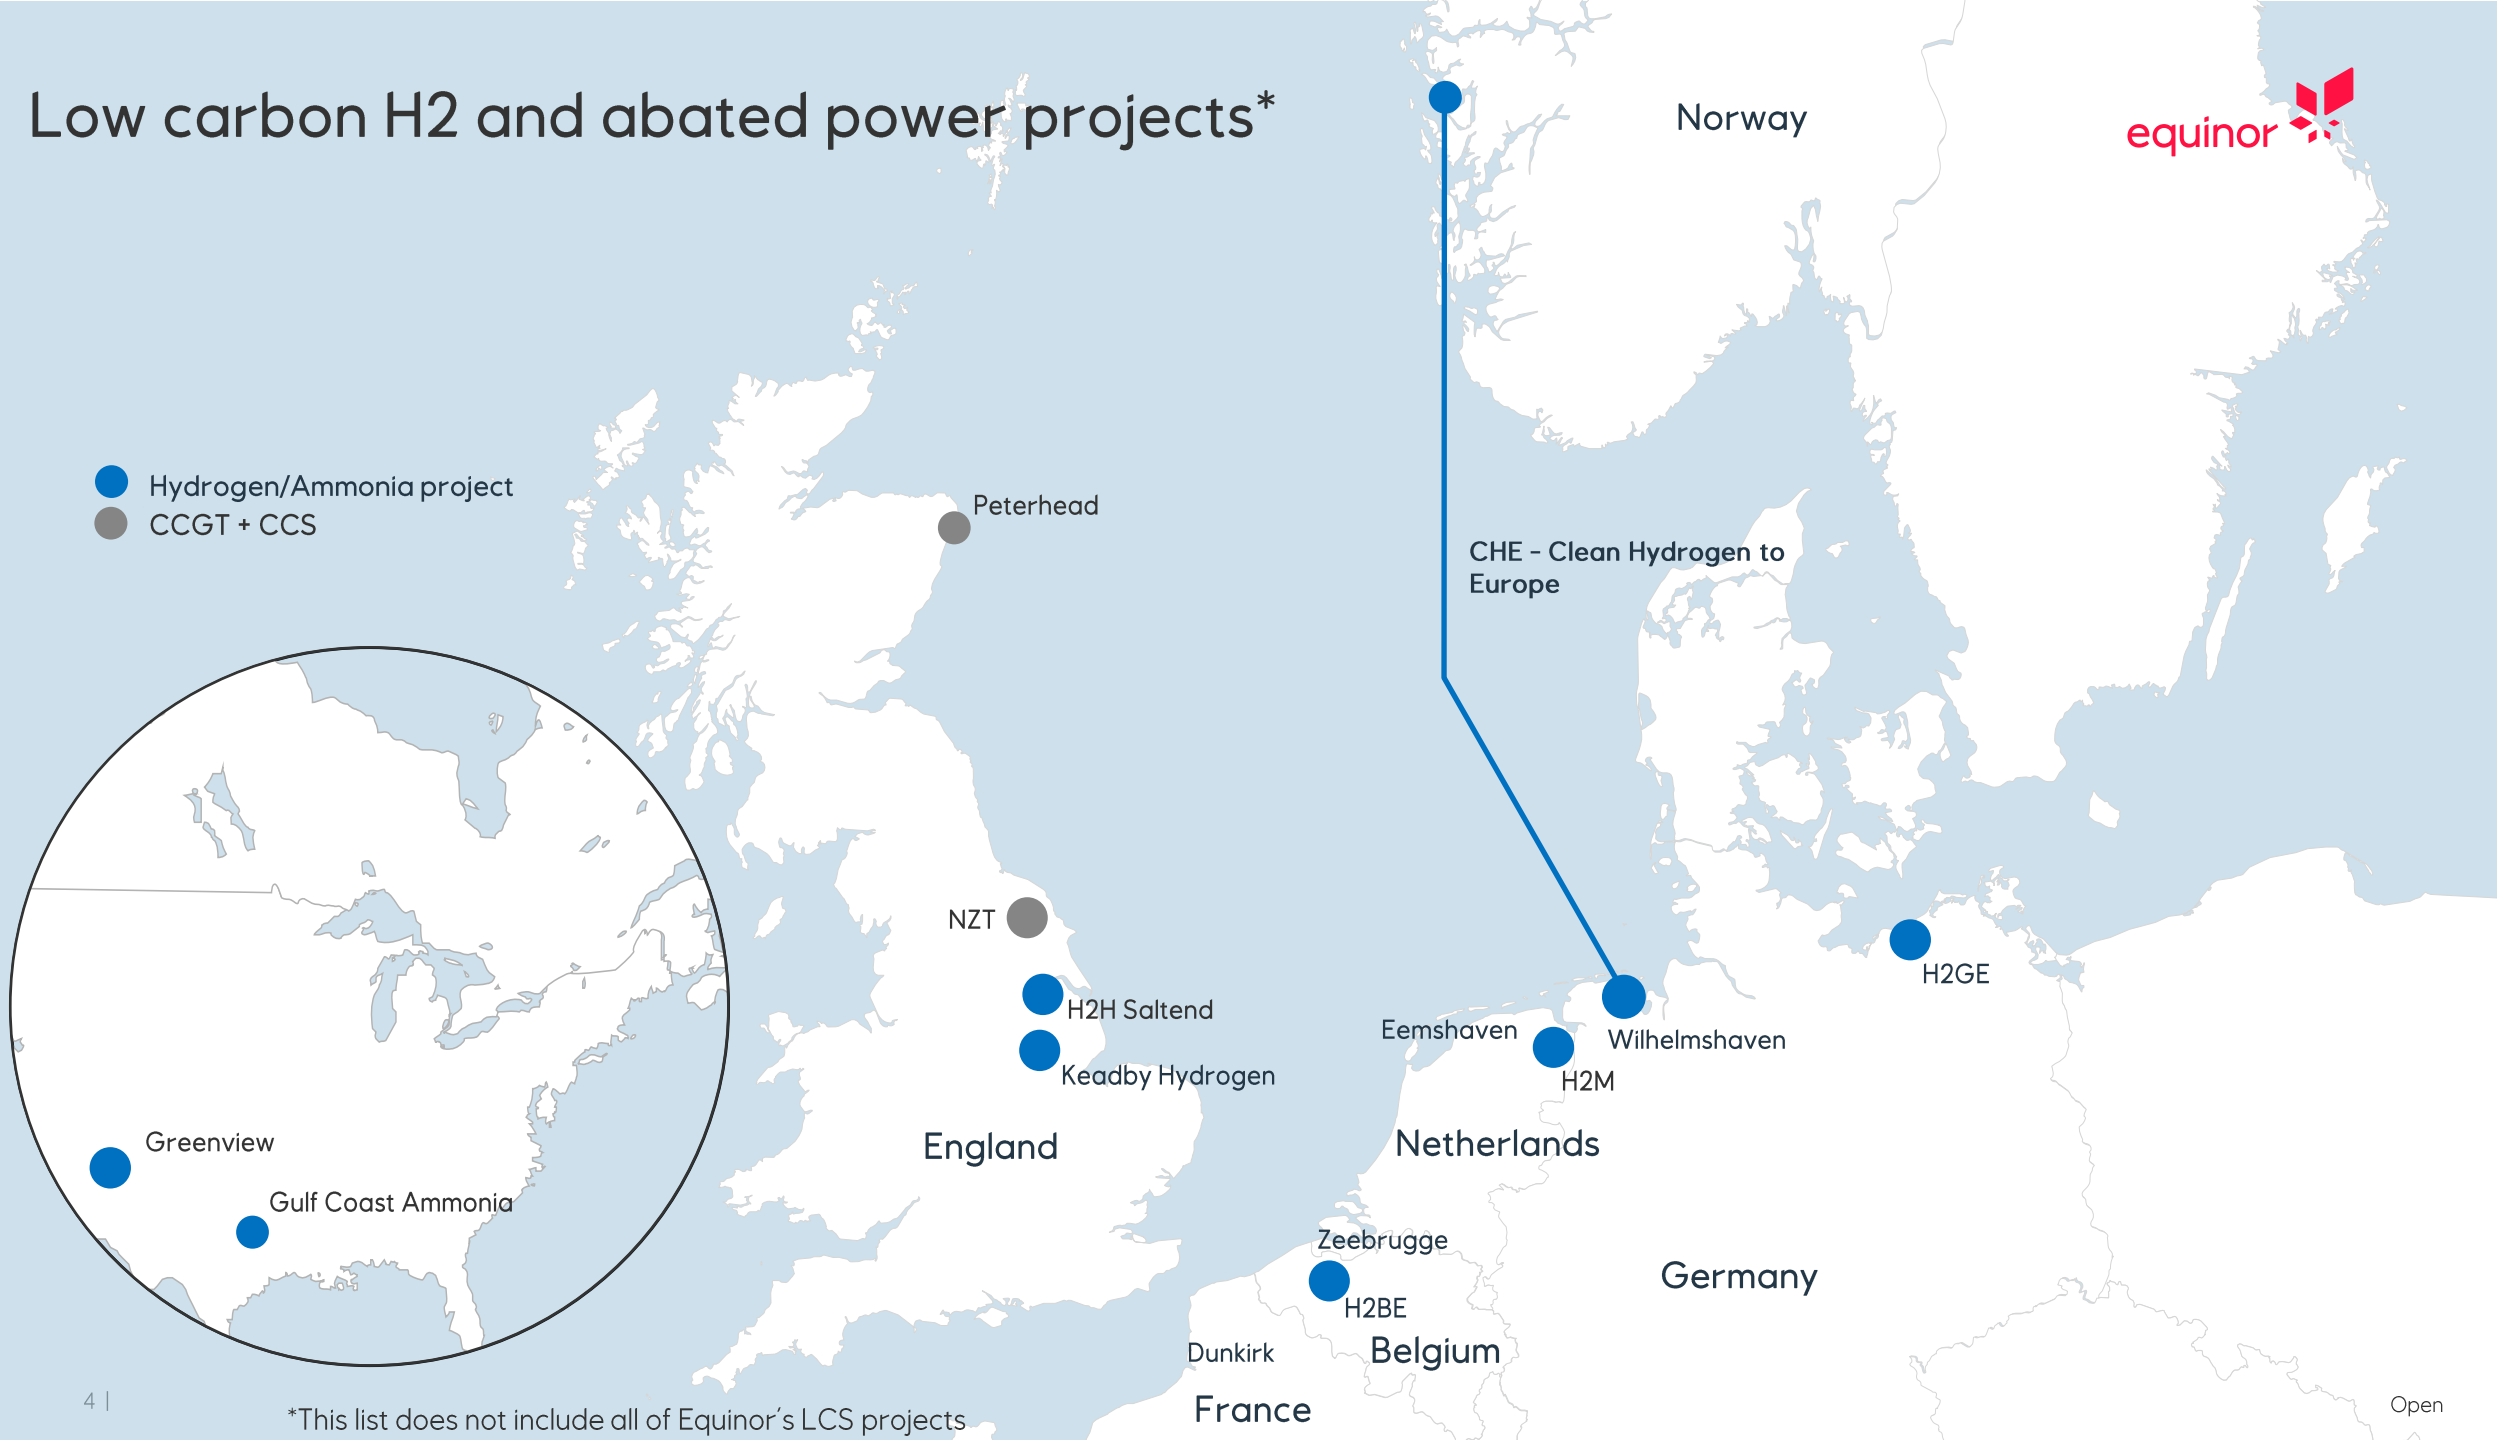 Low carbon H2 and abated power projects*
Norway
equinor
Hydrogen/Ammonia project
CCGT + CCS
Peterhead
CHE - Clean Hydrogen to
Europe
NZT
H2GE
H2H Saltend
Eemshaven
Wilhelmshaven
Keadby Hydrogen
H2M
Greenview
England
Netherlands
Gulf Coast Ammonia
Zeebrugge
Germany
H2BE
Dunkirk
Belgium
France
4 |
*This list does not include all of Equinor's LCS projects
Open